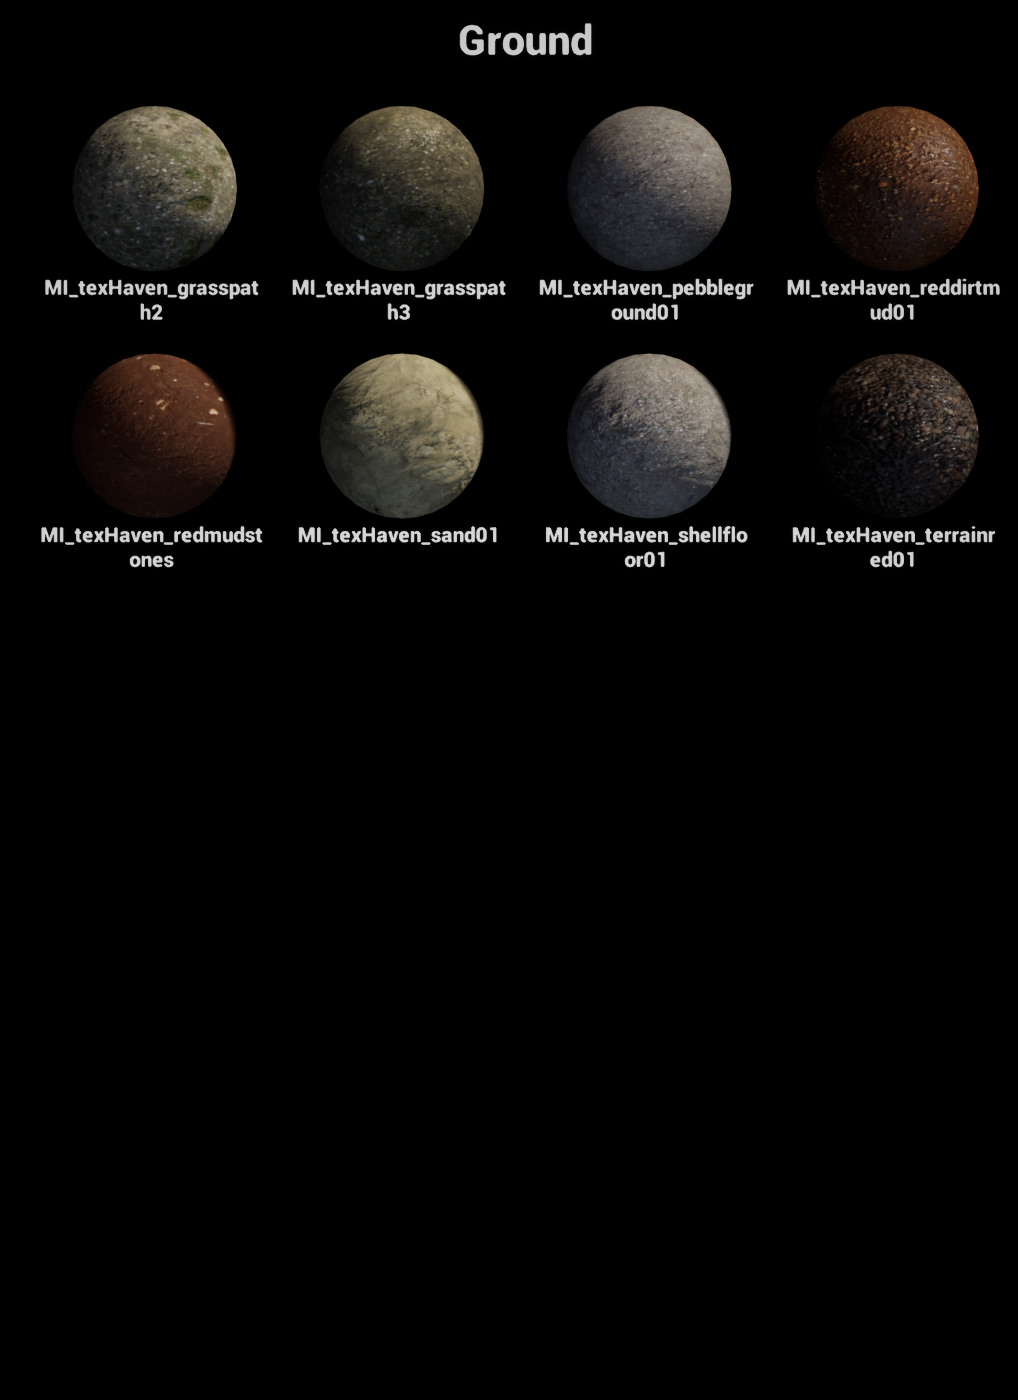 Ground
MI_texHaven_grasspat
h2
MI_texHaven_grasspat
h3
MI_texHaven_pebblegr
ound01
MI_texHaven_reddirtm
ud01
MI_texHaven_redmudst
ones
MI_texHaven_sand01
MI_texHaven_shellflo
or01
MI_texHaven_terrainr
ed01